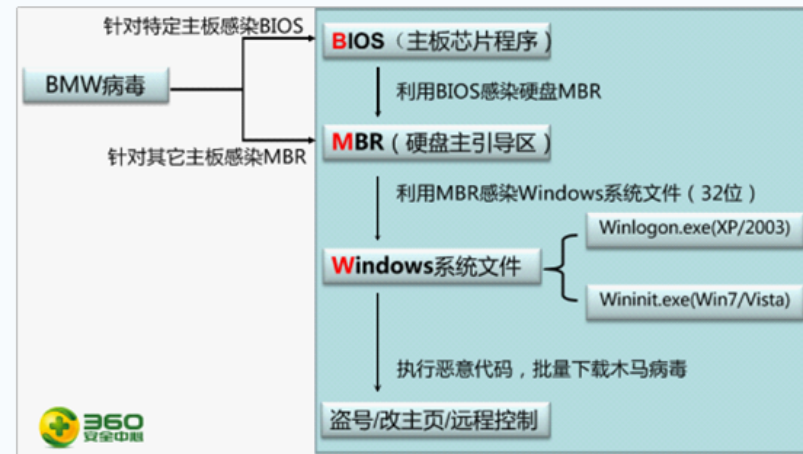 针对特定主板感染BIOS
BIOS（主板芯片程序）
BMW病毒
利用BIOS感染硬盘MBR
MBR（硬盘主引导区）
针对其它主板感染MBR
利用MBR感染Windows系统文件（32位）
Winlogon.exe(XP/2003)
Windows系统文件
Wininit.exe(Win7/Vista)
执行恶意代码，批量下载木马病毒
盗号/改主页/远程控制
360
安全中心